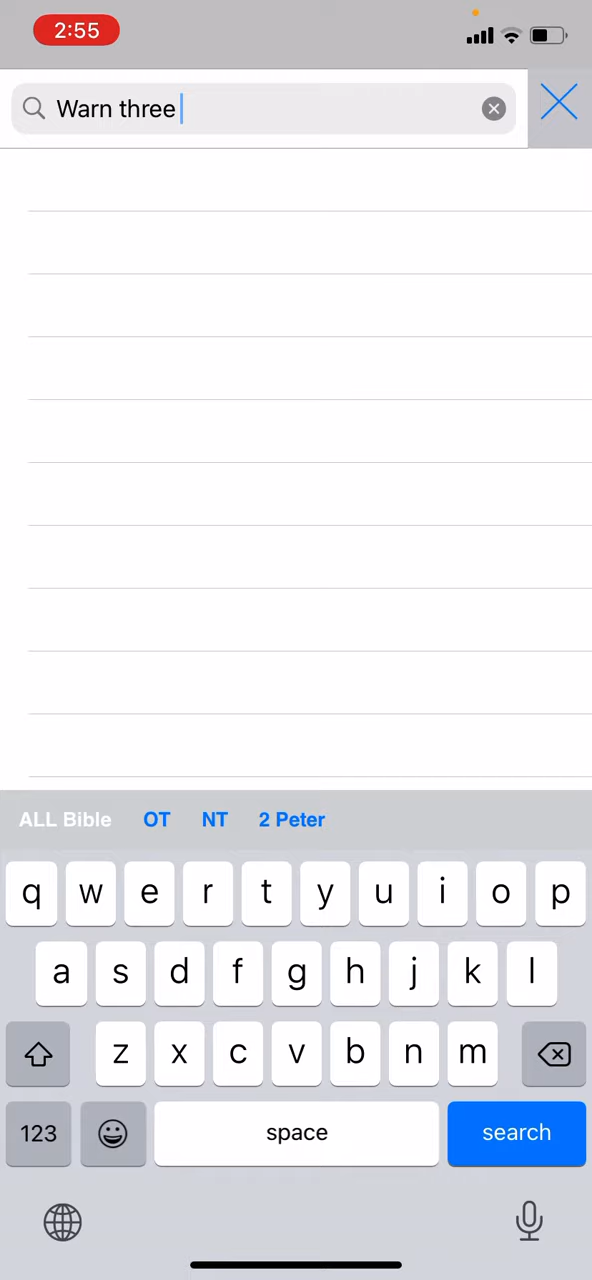 2:55
Warn three
ALL Bible OT NT 2 Peter
q w e r t y u i o p
a s d f g h j k l
z x c v b n m
123 space search